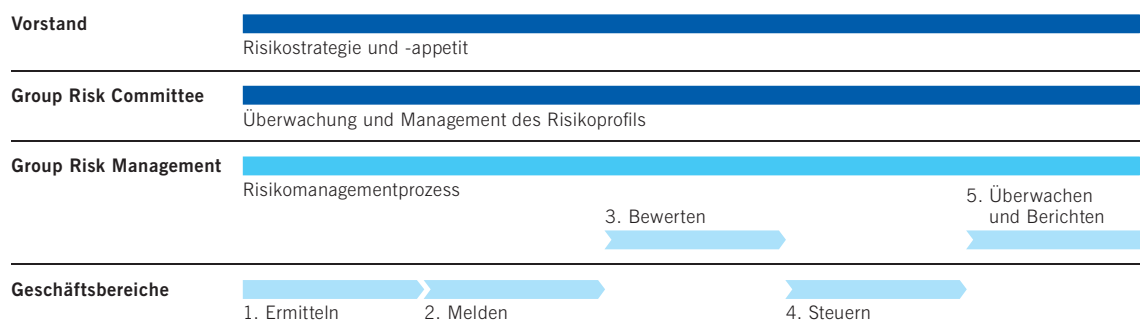 Vorstand
Risikostrategie und -appetit
Group Risk Committee
Überwachung und Management des Risikoprofils
Group Risk Management
Risikomanagementprozess
3. Bewerten
5. Überwachen
und Berichten
Geschäftsbereiche
1. Ermitteln
2. Melden
4. Steuern